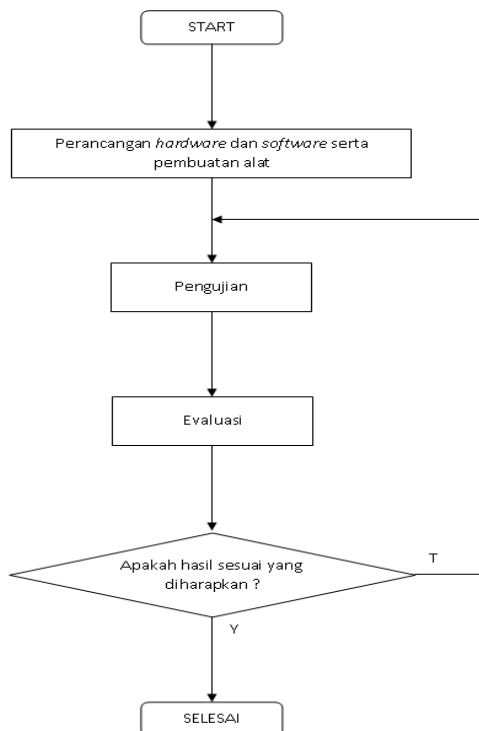 START
Perancangan hardware dan software serta
pembuatan alat
Pengujian
Evaluasi
Apakah hasil sesuai yang
diharapkan ?
T
Y
SELESAI